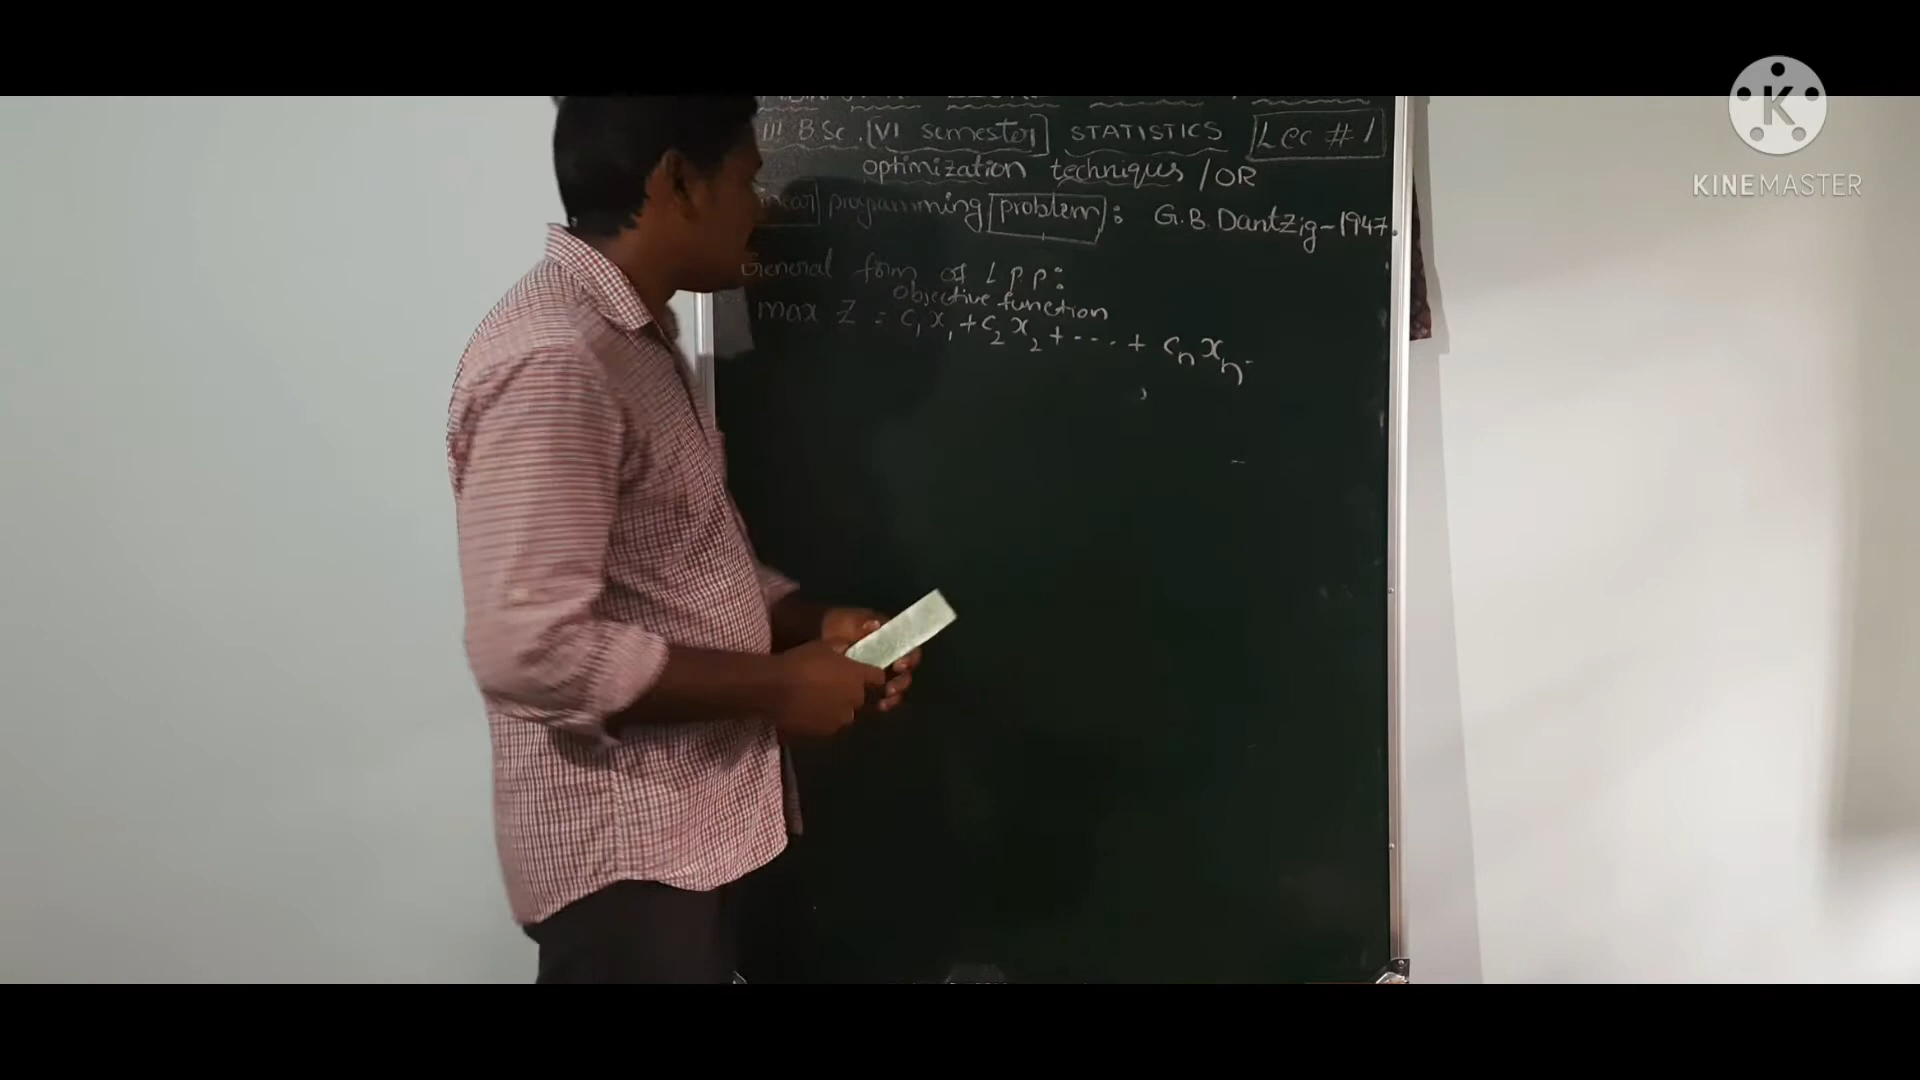 III B.Sc. [VI semester] STATISTICS Lec # 1
optimization techniques / OR
programming problem : G.B. Dantzig - 1947
General form of L P P :
Objective function
max Z = c₁x₁ + c₂x₂ + - - - . + cₙxₙ.
KINEMASTER